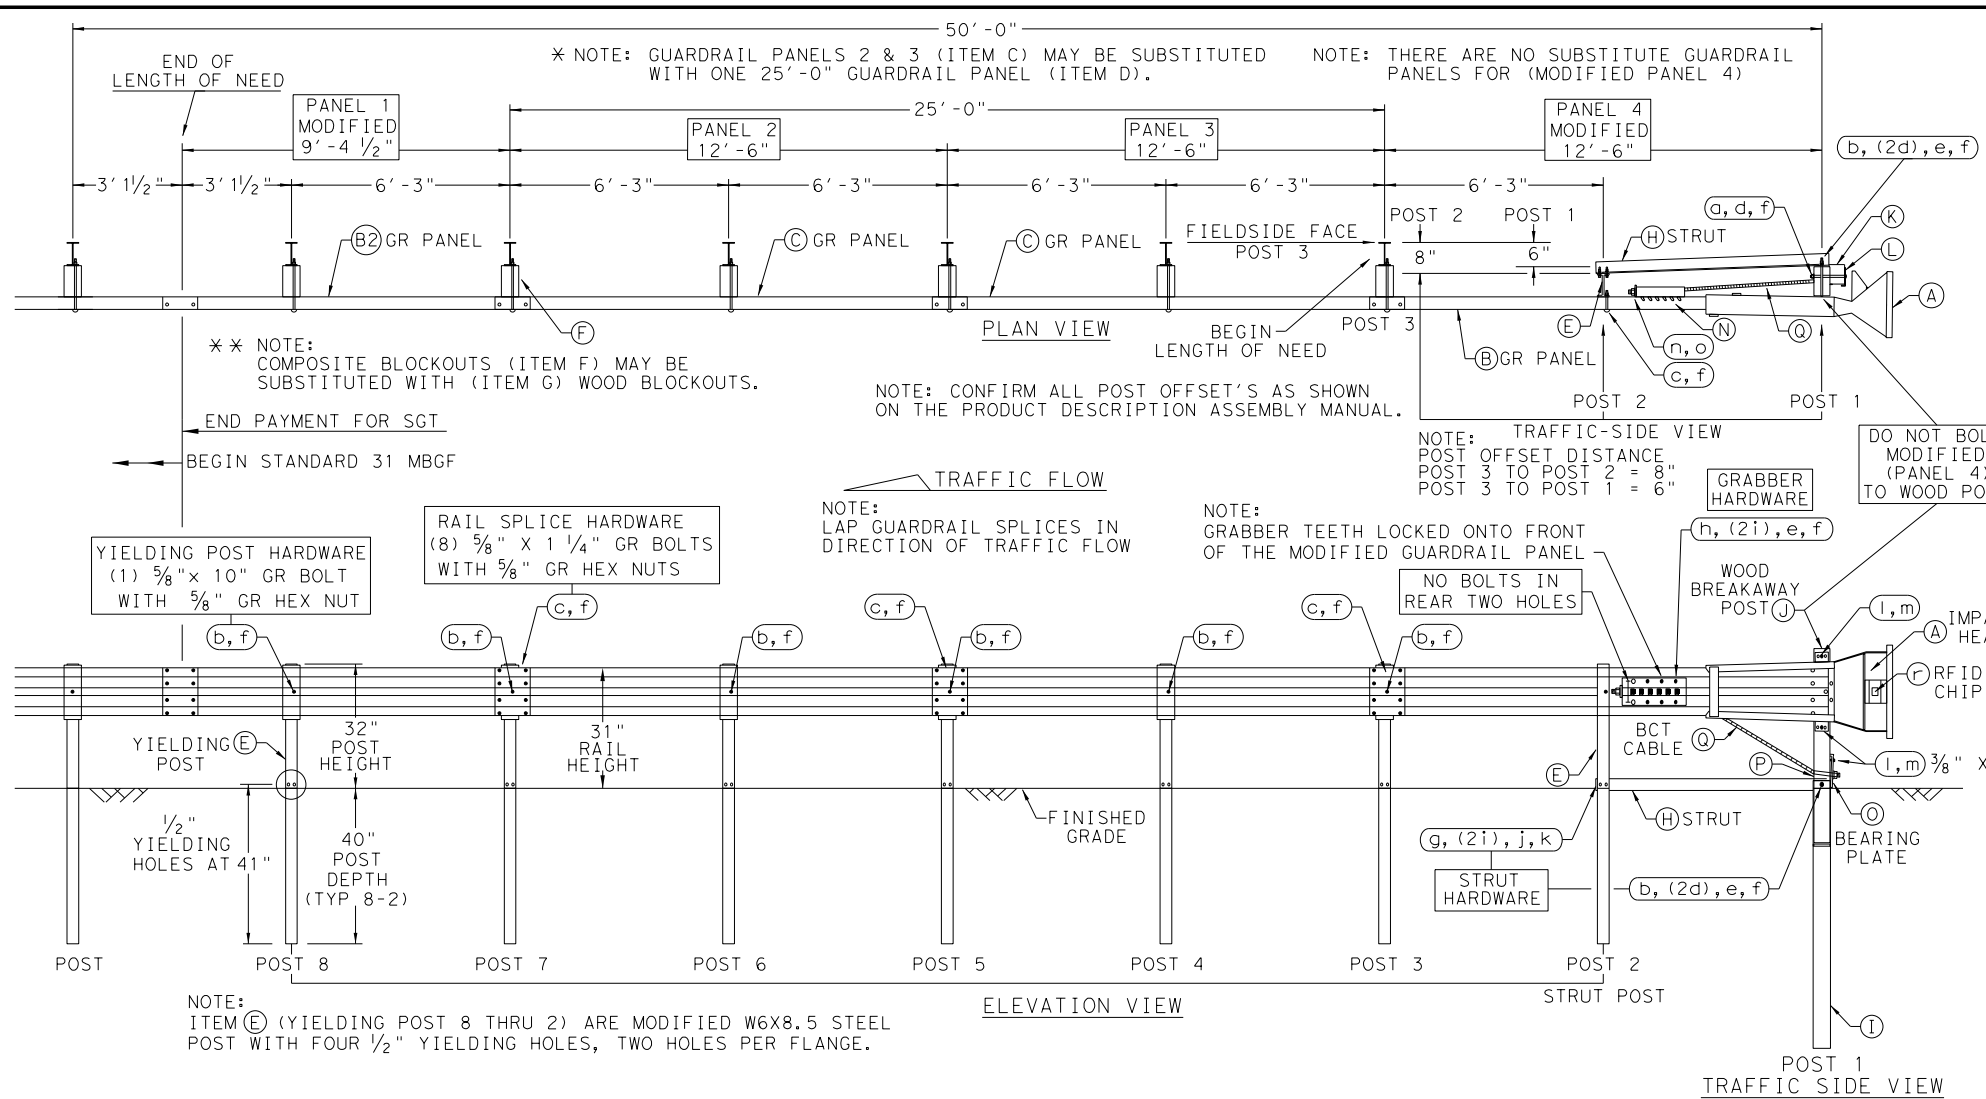 50'-0"
* NOTE: GUARDRAIL PANELS 2 & 3 (ITEM C) MAY BE SUBSTITUTED
WITH ONE 25'-0" GUARDRAIL PANEL (ITEM D).
NOTE: THERE ARE NO SUBSTITUTE GUARDRAIL
PANELS FOR (MODIFIED PANEL 4)
END OF
LENGTH OF NEED
PANEL 1
MODIFIED
9'-4 1/2"
25'-0"
PANEL 2
12'-6"
PANEL 3
12'-6"
PANEL 4
MODIFIED
12'-6"
b, (2d), e, f
3' 1 1/2"
3' 1 1/2"
6'-3"
6'-3"
6'-3"
6'-3"
6'-3"
6'-3"
POST 2
POST 1
a, d, f
K
B2 GR PANEL
C GR PANEL
C GR PANEL
FIELDSIDE FACE
POST 3
8"
6"
H STRUT
L
F
PLAN VIEW
BEGIN
LENGTH OF NEED
POST 3
E
N
Q
A
n, o
c, f
B GR PANEL
** NOTE:
COMPOSITE BLOCKOUTS (ITEM F) MAY BE
SUBSTITUTED WITH (ITEM G) WOOD BLOCKOUTS.
NOTE: CONFIRM ALL POST OFFSET'S AS SHOWN
ON THE PRODUCT DESCRIPTION ASSEMBLY MANUAL.
POST 2
POST 1
END PAYMENT FOR SGT
BEGIN STANDARD 31 MBGF
TRAFFIC-SIDE VIEW
NOTE:
POST OFFSET DISTANCE
POST 3 TO POST 2 = 8"
POST 3 TO POST 1 = 6"
DO NOT BOL
MODIFIED
(PANEL 4)
TO WOOD PO
TRAFFIC FLOW
NOTE:
LAP GUARDRAIL SPLICES IN
DIRECTION OF TRAFFIC FLOW
NOTE:
GRABBER TEETH LOCKED ONTO FRONT
OF THE MODIFIED GUARDRAIL PANEL
GRABBER
HARDWARE
h, (2i), e, f
RAIL SPLICE HARDWARE
(8) 5/8" X 1 1/4" GR BOLTS
WITH 5/8" GR HEX NUTS
YIELDING POST HARDWARE
(1) 5/8"x 10" GR BOLT
WITH 5/8" GR HEX NUT
NO BOLTS IN
REAR TWO HOLES
WOOD
BREAKAWAY
POST J
l, m
c, f
c, f
c, f
b, f
b, f
b, f
b, f
b, f
b, f
A IMPA
HEA
r RFID
CHIP
YIELDING E
POST
32"
POST
HEIGHT
31"
RAIL
HEIGHT
BCT
CABLE
Q
E
P
l, m 3/8" X
1/2"
YIELDING
HOLES AT 41"
40"
POST
DEPTH
(TYP 8-2)
FINISHED
GRADE
H STRUT
O
BEARING
PLATE
g, (2i), j, k
STRUT
HARDWARE
b, (2d), e, f
POST
POST 8
POST 7
POST 6
POST 5
POST 4
POST 3
POST 2
STRUT POST
ELEVATION VIEW
NOTE:
ITEM E (YIELDING POST 8 THRU 2) ARE MODIFIED W6X8.5 STEEL
POST WITH FOUR 1/2" YIELDING HOLES, TWO HOLES PER FLANGE.
I
POST 1
TRAFFIC SIDE VIEW